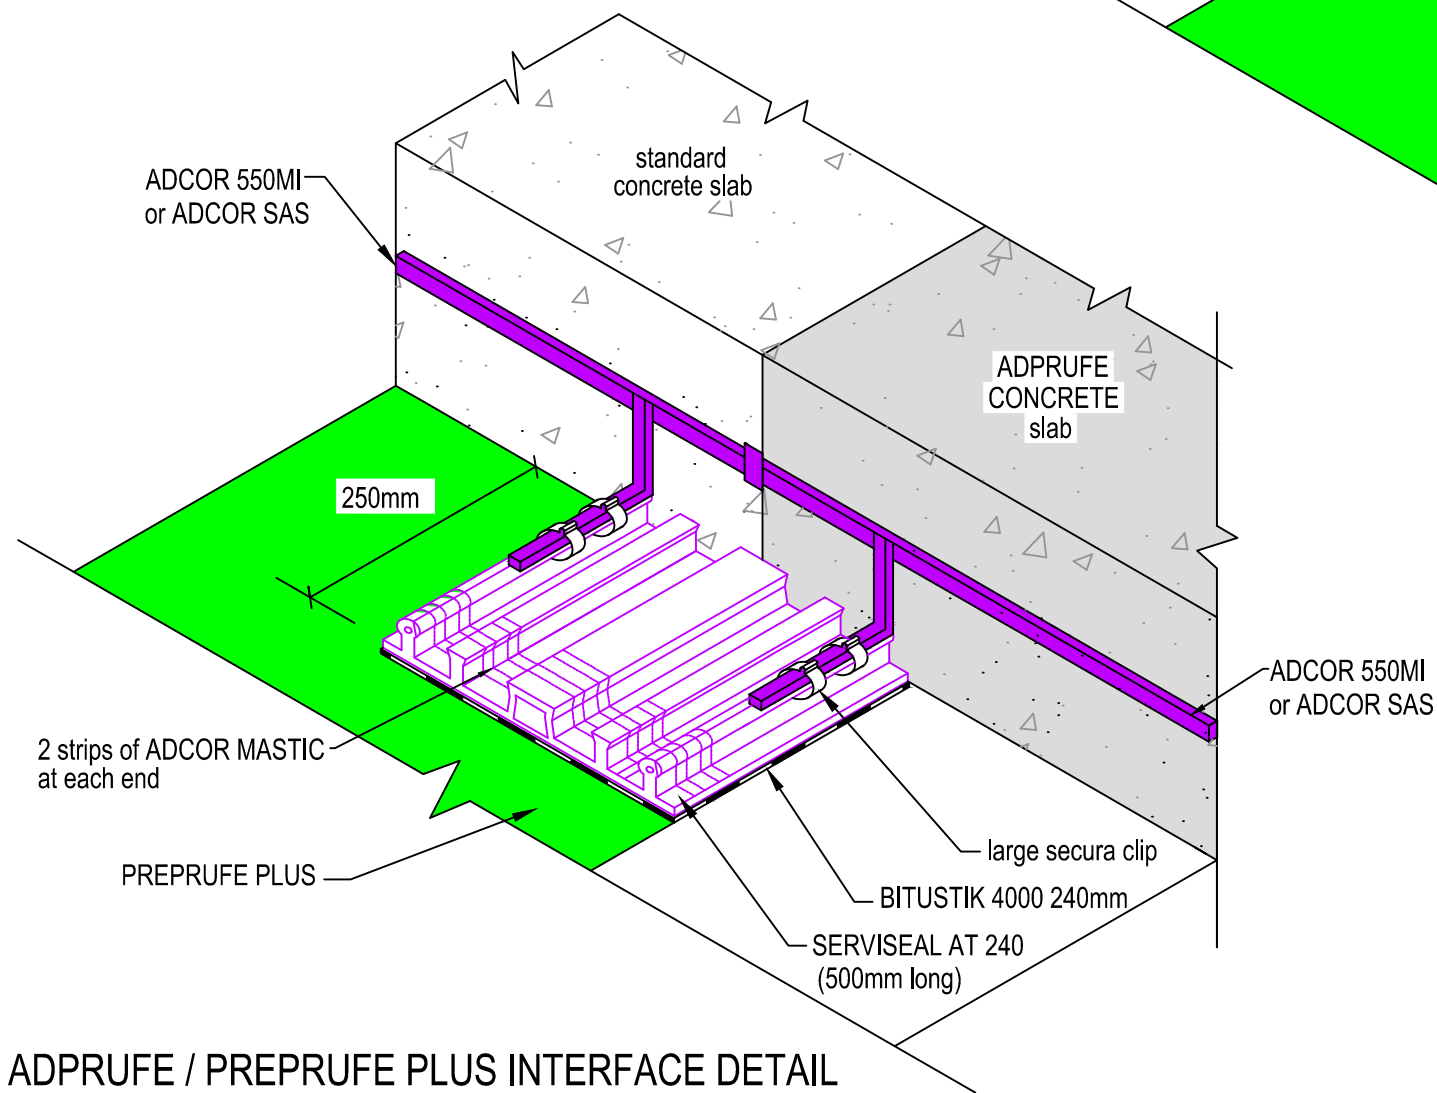 standard
concrete slab
ADCOR 550MI
or ADCOR SAS
ADPRUFE
CONCRETE
slab
250mm
ADCOR 550MI
or ADCOR SAS
2 strips of ADCOR MASTIC
at each end
large secura clip
PREPRUFE PLUS
BITUSTIK 4000 240mm
SERVISEAL AT 240
(500mm long)
ADPRUFE / PREPRUFE PLUS INTERFACE DETAIL